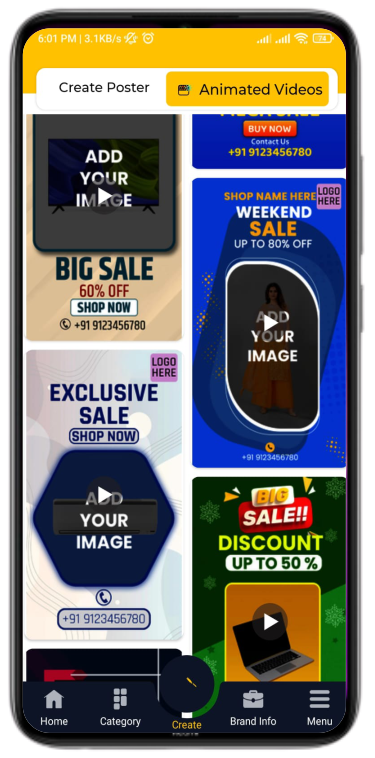 6:01 PM | 3.1KB/s
24
Create Poster
Animated Videos
ADD
YOUR
IMAGE
BIG SALE
60% OFF
SHOP NOW
+91 9123456780
MEGA SALE
BUY NOW
Contact Us
+91 9123456780
SHOP NAME HERE
LOGO
HERE
WEEKEND
SALE
UP TO 80% OFF
ADD
YOUR
IMAGE
+91 9123456780
LOGO
HERE
EXCLUSIVE
SALE
SHOP NOW
ADD
YOUR
IMAGE
+91 9123456780
BIG
SALE!!
DISCOUNT
UP TO 50 %
Home
Category
Create
Brand Info
Menu